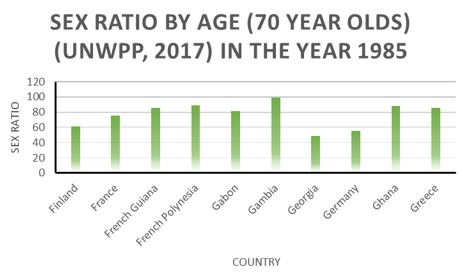 SEX RATIO BY AGE (70 YEAR OLDS)
(UNWPP, 2017) IN THE YEAR 1985
SEX RATIO
120
100
80
60
40
20
0
Finland
France
French Guiana
French Polynesia
Gabon
Gambia
Georgia
Germany
Ghana
Greece
COUNTRY